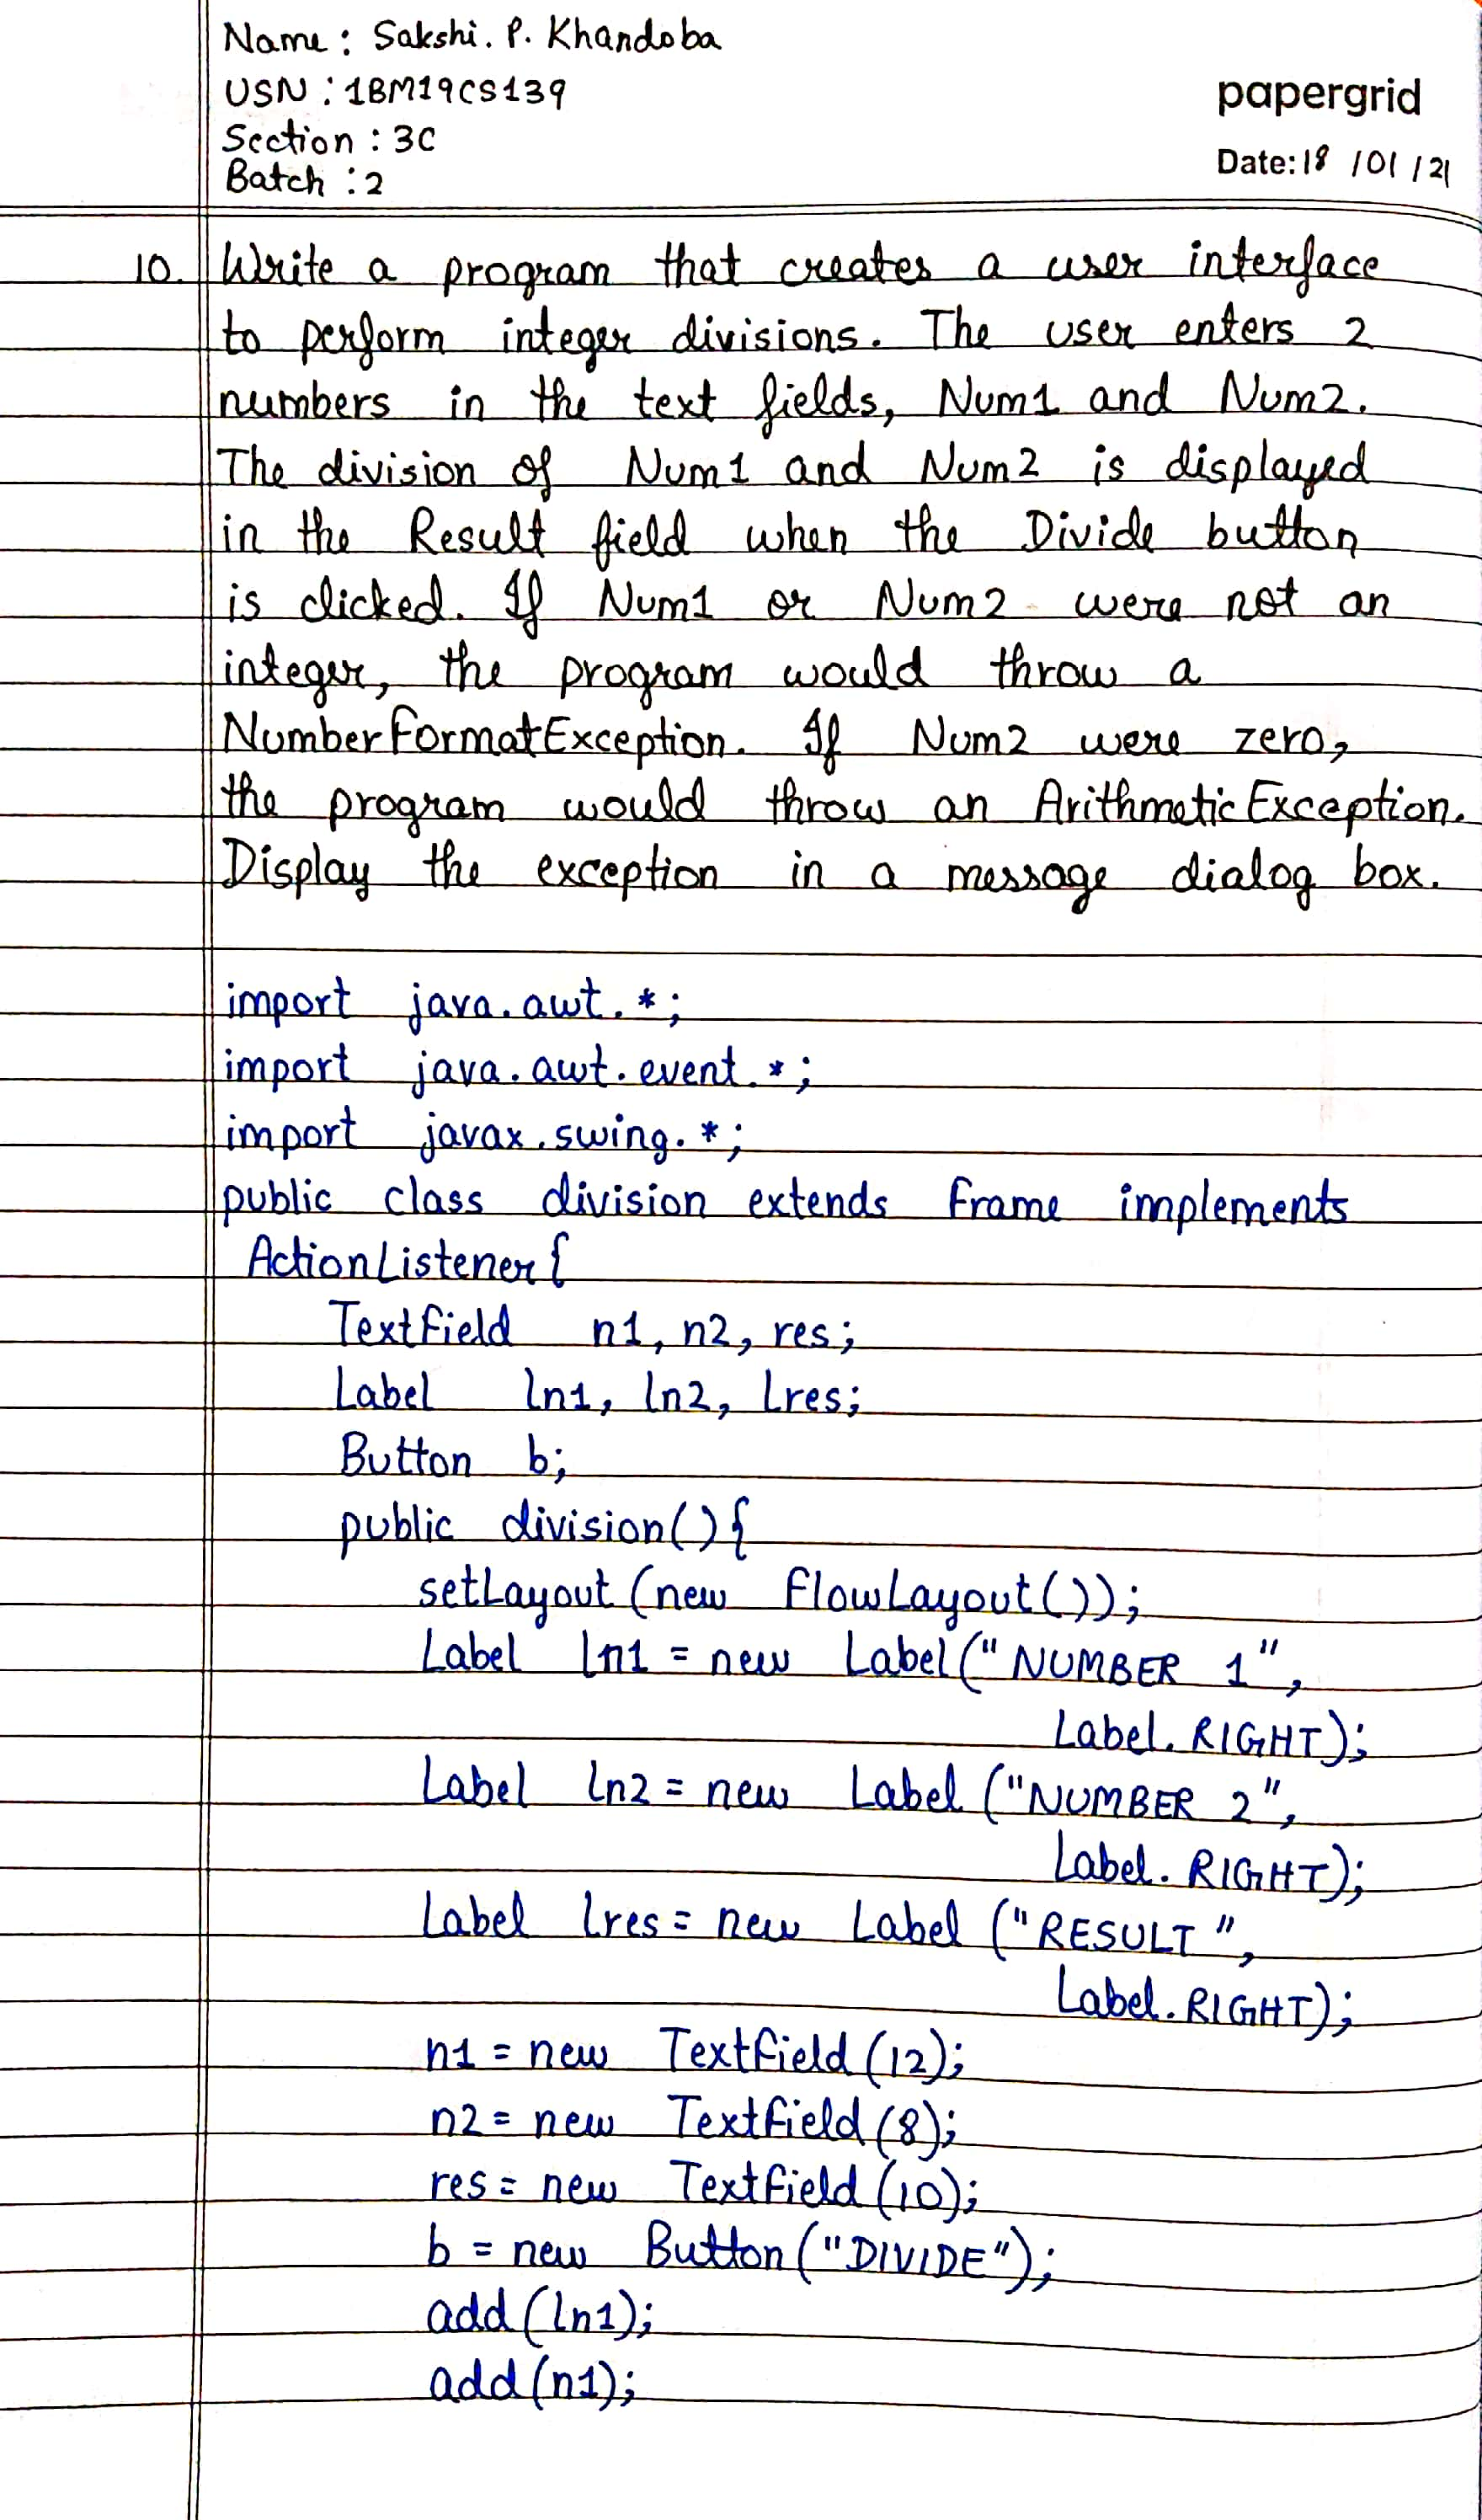 Name : Sakshi. P. Khandoba
USN : 1BM19CS139
papergrid
Section : 3C
Date: 18 /01 /21
Batch : 2
10. Write a program that creates a user interface
to perform integer divisions. The user enters 2
numbers in the text fields, Num1 and Num2.
The division of Num1 and Num2 is displayed
in the Result field when the Divide button
is clicked. If Num1 or Num2 were not an
integer, the program would throw a
NumberFormatException. If Num2 were zero,
the program would throw an ArithmeticException.
Display the exception in a message dialog box.
import java.awt.*;
import java.awt.event.*;
import javax.swing.*;
public class division extends Frame implements
ActionListener{
TextField n1, n2, res;
Label ln1, ln2, lres;
Button b;
public division(){
setLayout(new FlowLayout());
Label ln1 = new Label("NUMBER 1",
Label.RIGHT);
Label ln2 = new Label ("NUMBER 2",
Label.RIGHT);
Label lres = new Label ("RESULT",
Label.RIGHT);
n1 = new TextField(12);
n2 = new TextField(8);
res = new TextField(10);
b = new Button("DIVIDE");
add(ln1);
add(n1);